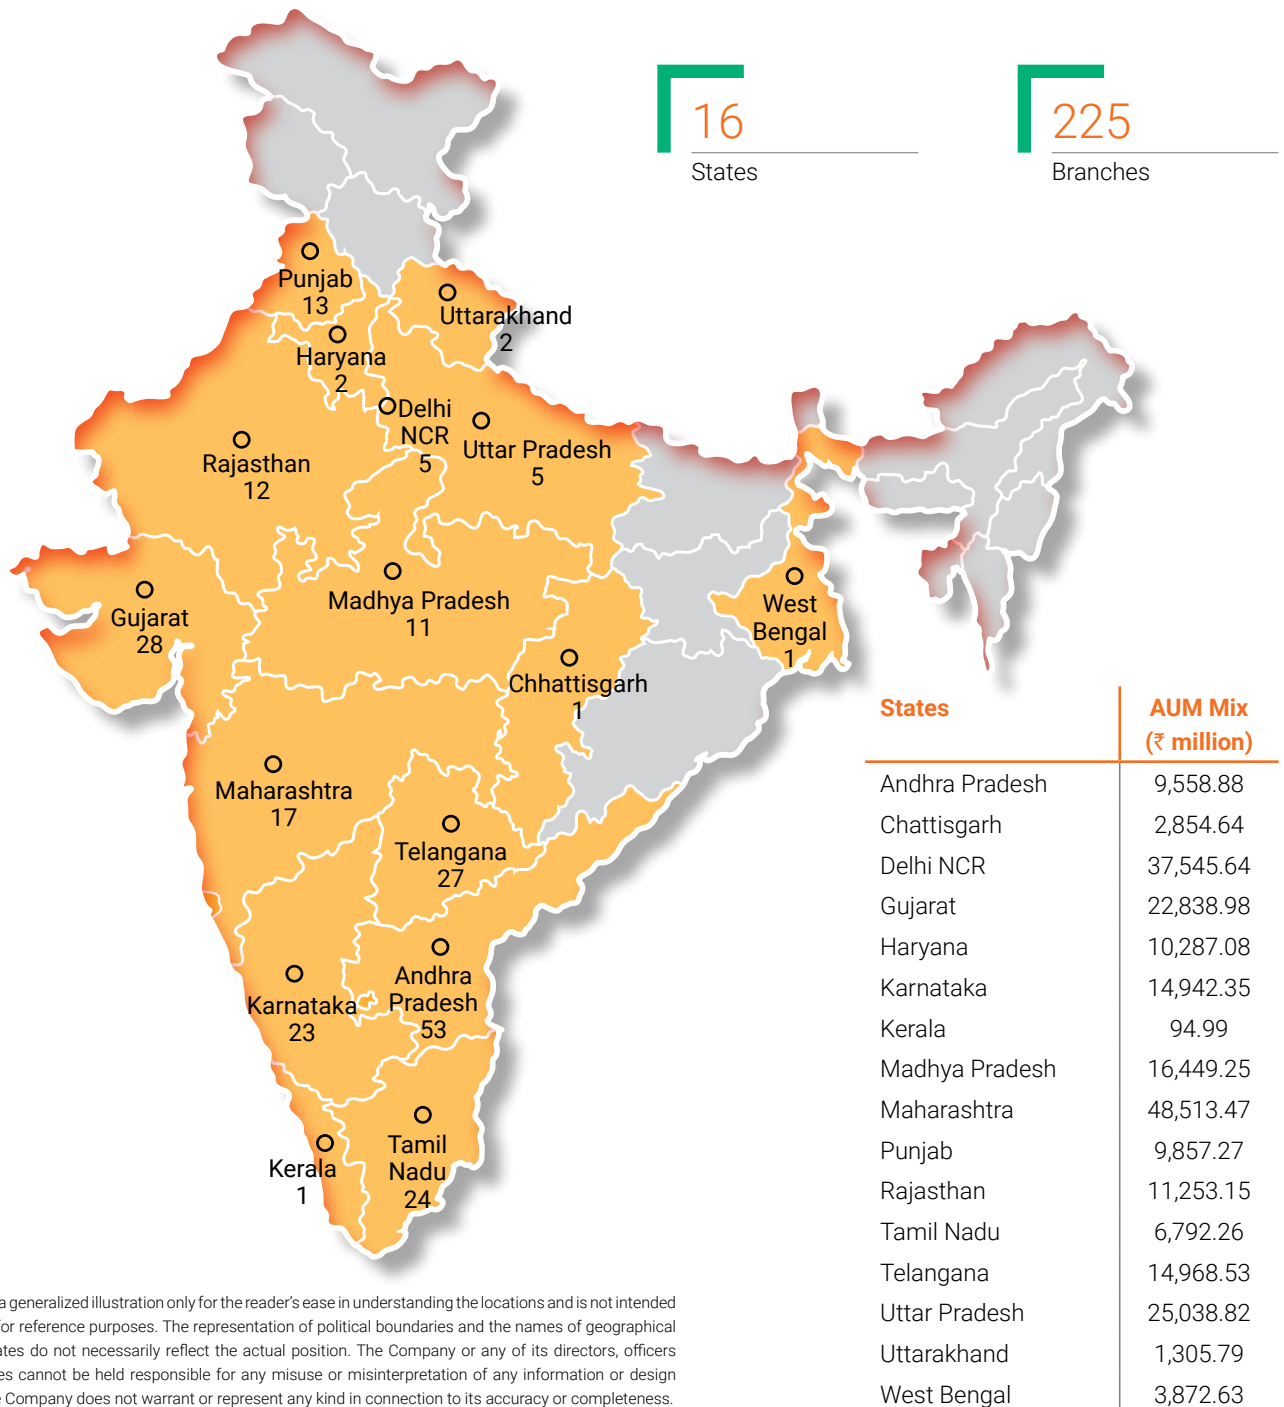 16
States
225
Branches
Punjab
13
Uttarakhand
2
Haryana
2
Delhi
NCR
5
Uttar Pradesh
5
Rajasthan
12
Madhya Pradesh
11
Gujarat
28
West
Bengal
1
Chhattisgarh
1
Maharashtra
17
Telangana
27
Andhra
Pradesh
53
Karnataka
23
Tamil
Nadu
24
Kerala
1
States AUM Mix
(₹ million)
Andhra Pradesh 9,558.88
Chattisgarh 2,854.64
Delhi NCR 37,545.64
Gujarat 22,838.98
Haryana 10,287.08
Karnataka 14,942.35
Kerala 94.99
Madhya Pradesh 16,449.25
Maharashtra 48,513.47
Punjab 9,857.27
Rajasthan 11,253.15
Tamil Nadu 6,792.26
Telangana 14,968.53
Uttar Pradesh 25,038.82
Uttarakhand 1,305.79
West Bengal 3,872.63
a generalized illustration only for the reader's ease in understanding the locations and is not intended
for reference purposes. The representation of political boundaries and the names of geographical
do not necessarily reflect the actual position. The Company or any of its directors, officers
cannot be held responsible for any misuse or misinterpretation of any information or design
Company does not warrant or represent any kind in connection to its accuracy or completeness.